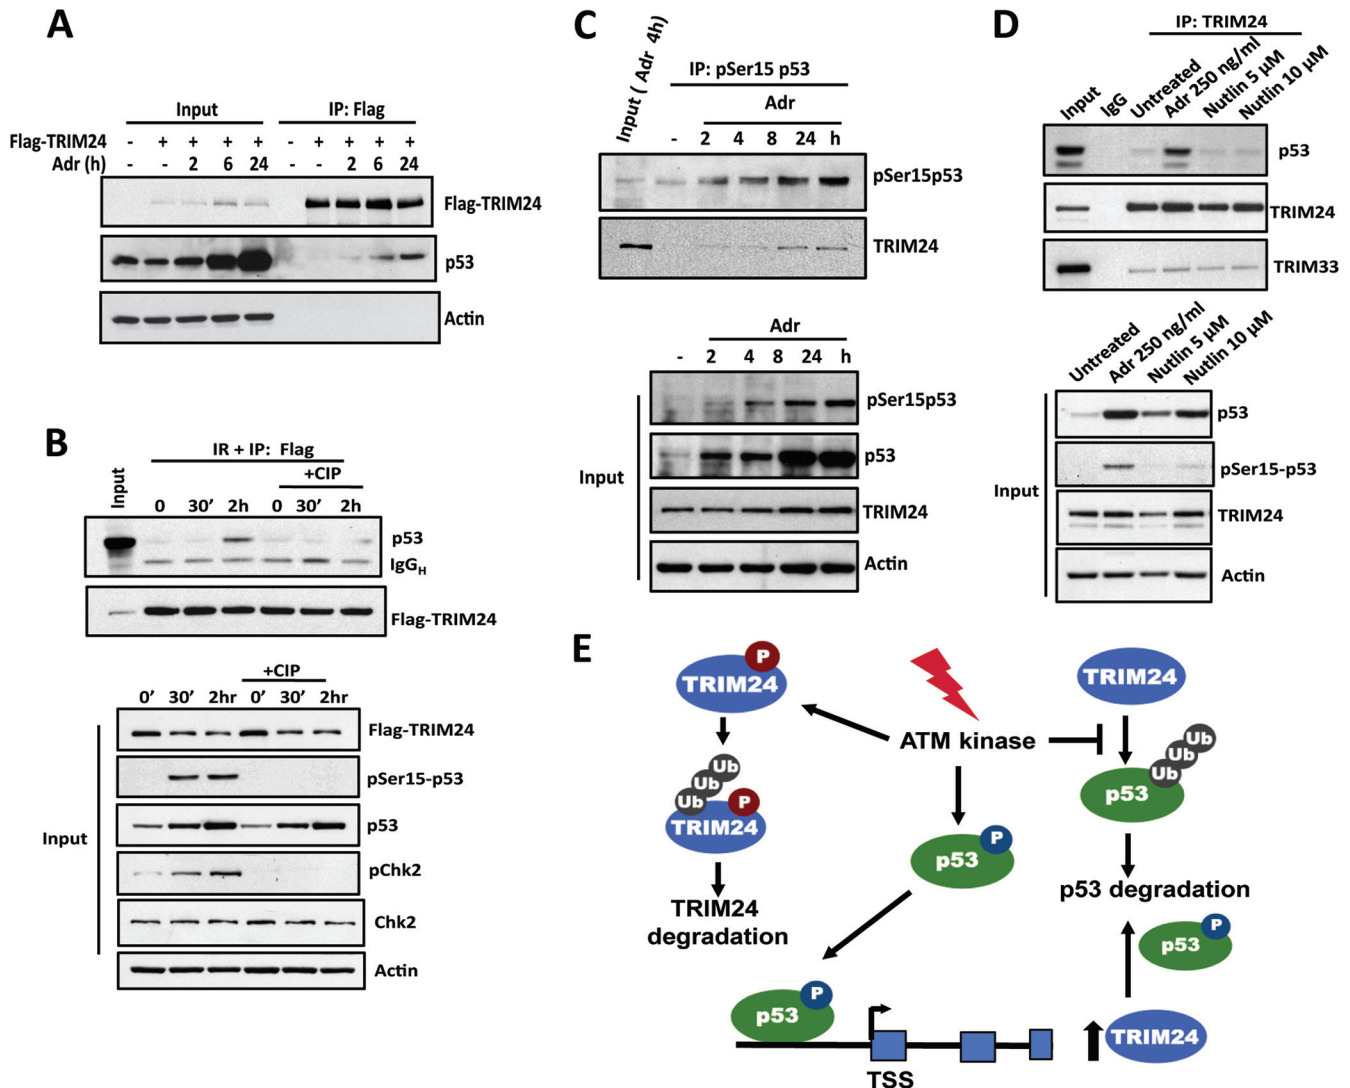 A
Input IP: Flag
Flag-TRIM24 - + + + + - + + + +
Adr (h) - - 2 6 24 - - 2 6 24
Flag-TRIM24
p53
Actin
B
IR + IP: Flag
+CIP
Input 0 30' 2h 0 30' 2h
p53
IgGH
Flag-TRIM24
+CIP
0' 30' 2hr 0' 30' 2hr
Flag-TRIM24
pSer15-p53
p53
pChk2
Chk2
Actin
Input
C
Input ( Adr 4h)
IP: pSer15 p53
Adr
- 2 4 8 24 h
pSer15p53
TRIM24
Adr
- 2 4 8 24 h
pSer15p53
p53
TRIM24
Actin
Input
D
IP: TRIM24
Input IgG Untreated Adr 250 ng/ml Nutlin 5 µM Nutlin 10 µM
p53
TRIM24
TRIM33
Untreated Adr 250 ng/ml Nutlin 5 µM Nutlin 10 µM
p53
pSer15-p53
TRIM24
Actin
Input
E
P
TRIM24
Ub Ub Ub
P
TRIM24
TRIM24
degradation
ATM kinase
P
p53
P
p53
TSS
TRIM24
Ub Ub Ub
p53
p53 degradation
P
p53
TRIM24